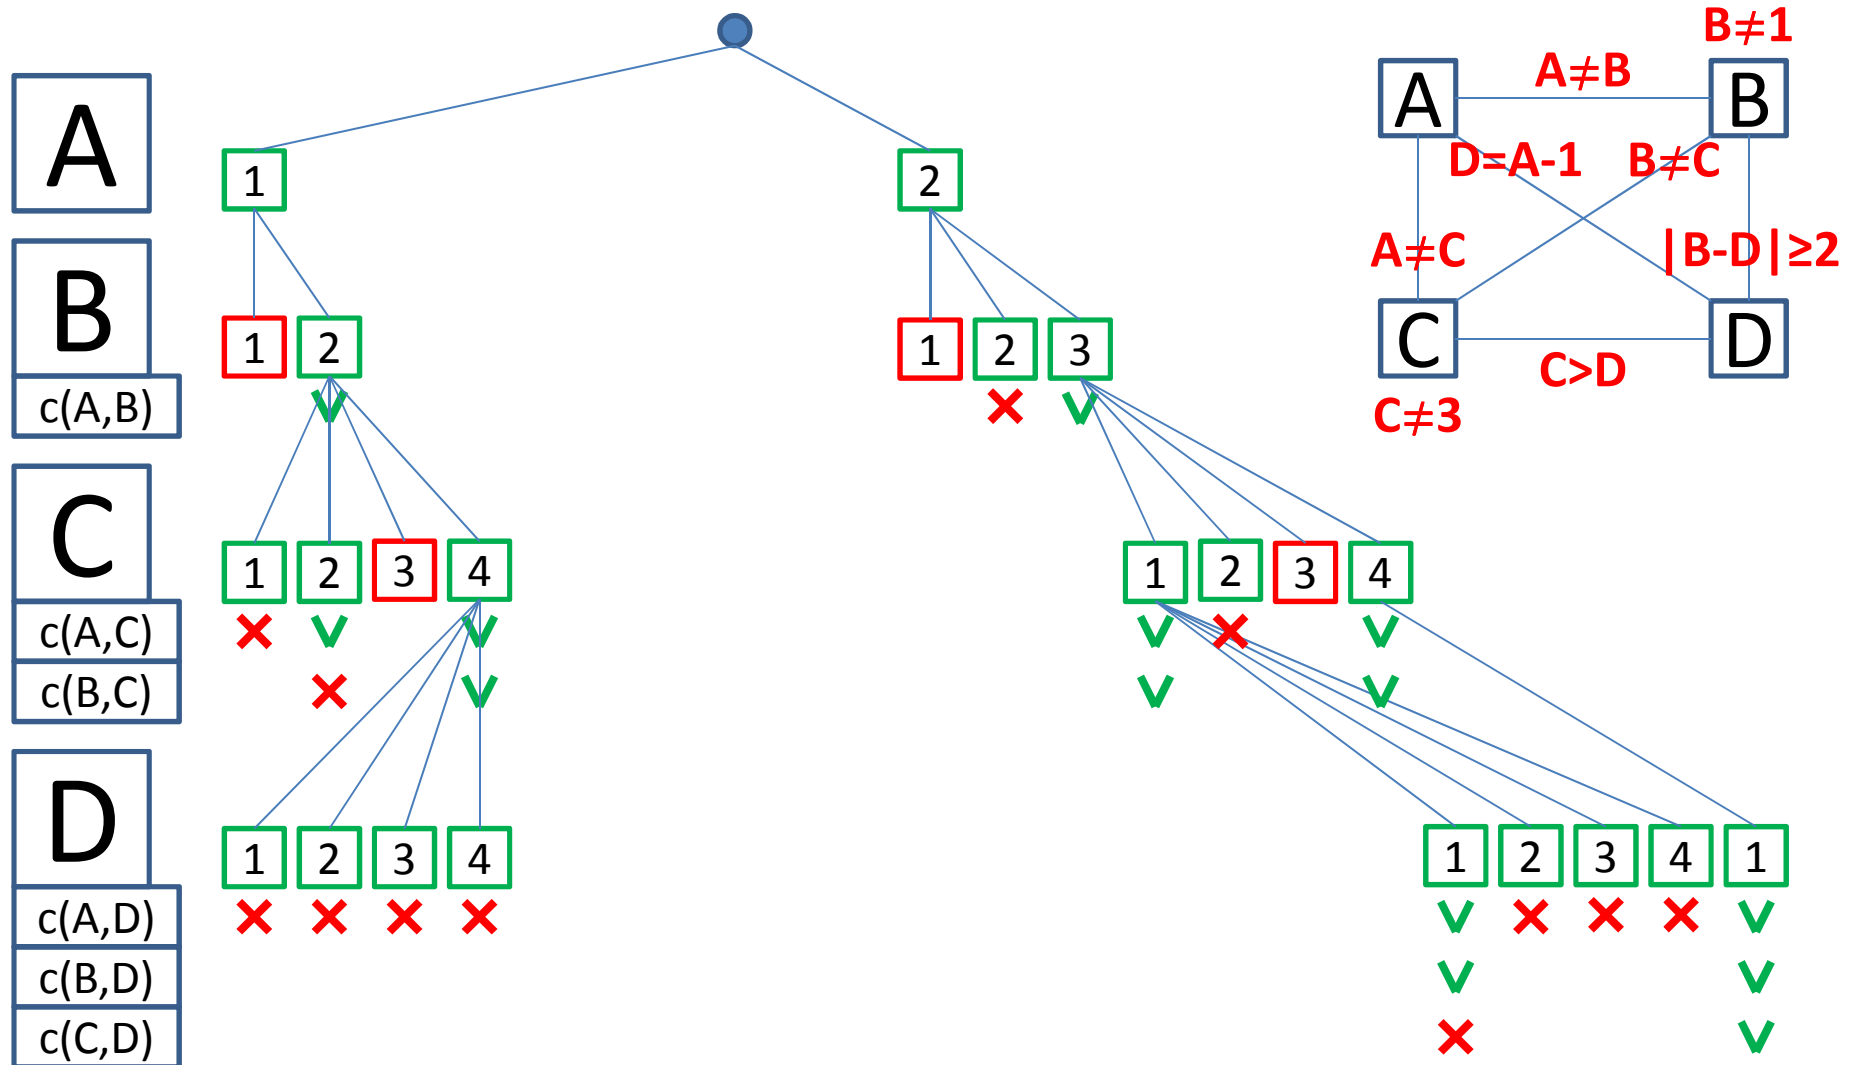 B≠1
A≠B
A
B
A
1
2
D=A-1
B≠C
B
A≠C
|B-D|≥2
1
2
1
2
3
C
D
C>D
c(A,B)
C≠3
C
1
2
3
4
1
2
3
4
c(A,C)
c(B,C)
D
1
2
3
4
1
2
3
4
1
c(A,D)
c(B,D)
c(C,D)